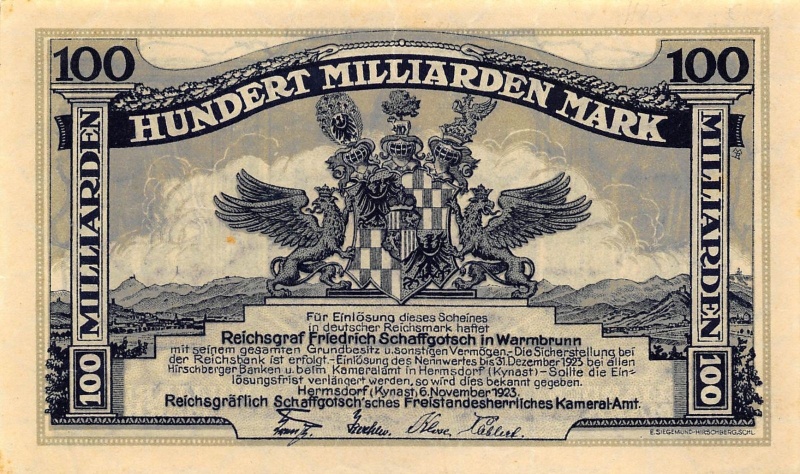 100
100
HUNDERT MILLIARDEN MARK
MILLIARDEN
MILLIARDEN
Für Einlösung dieses Scheines
in deutscher Reichsmark haftet
Reichsgraf Friedrich Schaffgotsch in Warmbrunn
mit seinem gesamten Grundbesitz u. sonstigen Vermögen.- Die Sicherstellung bei
der Reichsbank ist erfolgt.-Einlösung des Nennwertes bis 31. Dezember 1923 bei allen
Hirschberger Banken u. beim Kameralamt in Hermsdorf (Kynast)- Sollte die Ein-
lösungsfrist verlängert werden, so wird dies bekannt gegeben.
Hermsdorf (Kynast) 6. November 1923.
Reichsgräflich Schaffgotsch'sches Freistandesherrliches Kameral-Amt.
100
100
E. SIEGEMUND-HIRSCHBERG, SCHL.